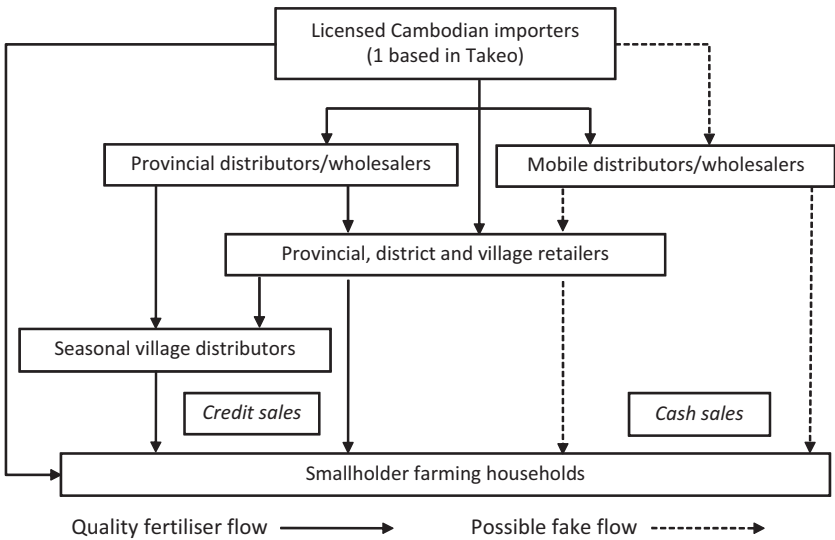 Licensed Cambodian importers
(1 based in Takeo)
Provincial distributors/wholesalers
Mobile distributors/wholesalers
Provincial, district and village retailers
Seasonal village distributors
Credit sales
Cash sales
Smallholder farming households
Quality fertiliser flow
Possible fake flow